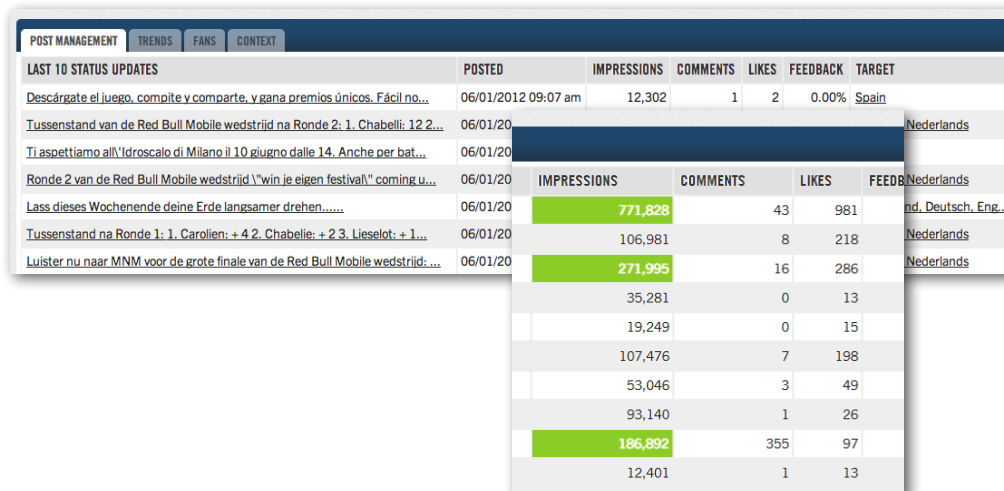 POST MANAGEMENT TRENDS FANS CONTEXT
LAST 10 STATUS UPDATES POSTED IMPRESSIONS COMMENTS LIKES FEEDBACK TARGET
Descárgate el juego, compite y comparte, y gana premios únicos. Fácil no... 06/01/2012 09:07 am 12,302 1 2 0.00% Spain
Tussenstand van de Red Bull Mobile wedstrijd na Ronde 2: 1. Chabelli: 12 2... 06/01/20 Nederlands
Ti aspettiamo all\'Idroscalo di Milano il 10 giugno dalle 14. Anche per bat... 06/01/20
Ronde 2 van de Red Bull Mobile wedstrijd \"win je eigen festival\" coming u... 06/01/20 Nederlands
Lass dieses Wochenende deine Erde langsamer drehen...... 06/01/20 nd, Deutsch, Eng...
Tussenstand na Ronde 1: 1. Carolien: + 4 2. Chabelie: + 2 3. Lieselot: + 1... 06/01/20 Nederlands
Luister nu naar MNM voor de grote finale van de Red Bull Mobile wedstrijd: ... 06/01/20 Nederlands
IMPRESSIONS COMMENTS LIKES FEEDB
771,828 43 981
106,981 8 218
271,995 16 286
35,281 0 13
19,249 0 15
107,476 7 198
53,046 3 49
93,140 1 26
186,892 355 97
12,401 1 13